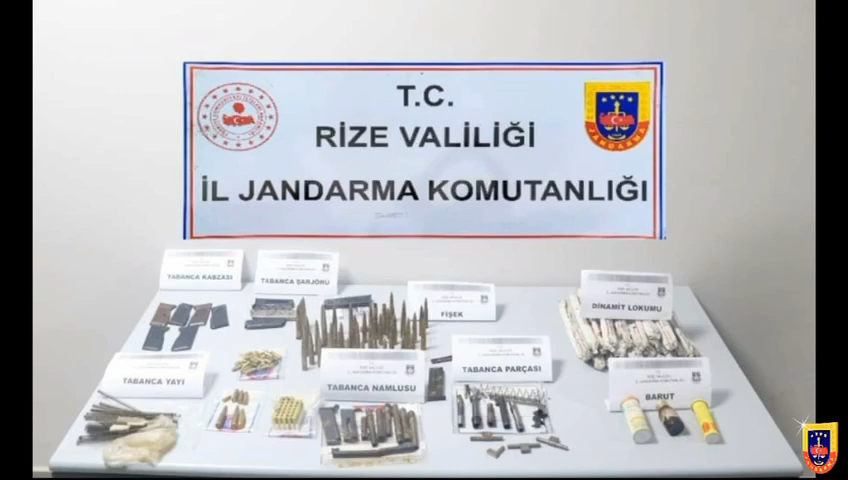 T.C.
RİZE VALİLİĞİ
İL JANDARMA KOMUTANLIĞI
JANDARMA
TABANCA KABZASI
TABANCA ŞARJÖRÜ
FİŞEK
DİNAMİT LOKUMU
TABANCA YAYI
TABANCA NAMLUSU
TABANCA PARÇASI
BARUT